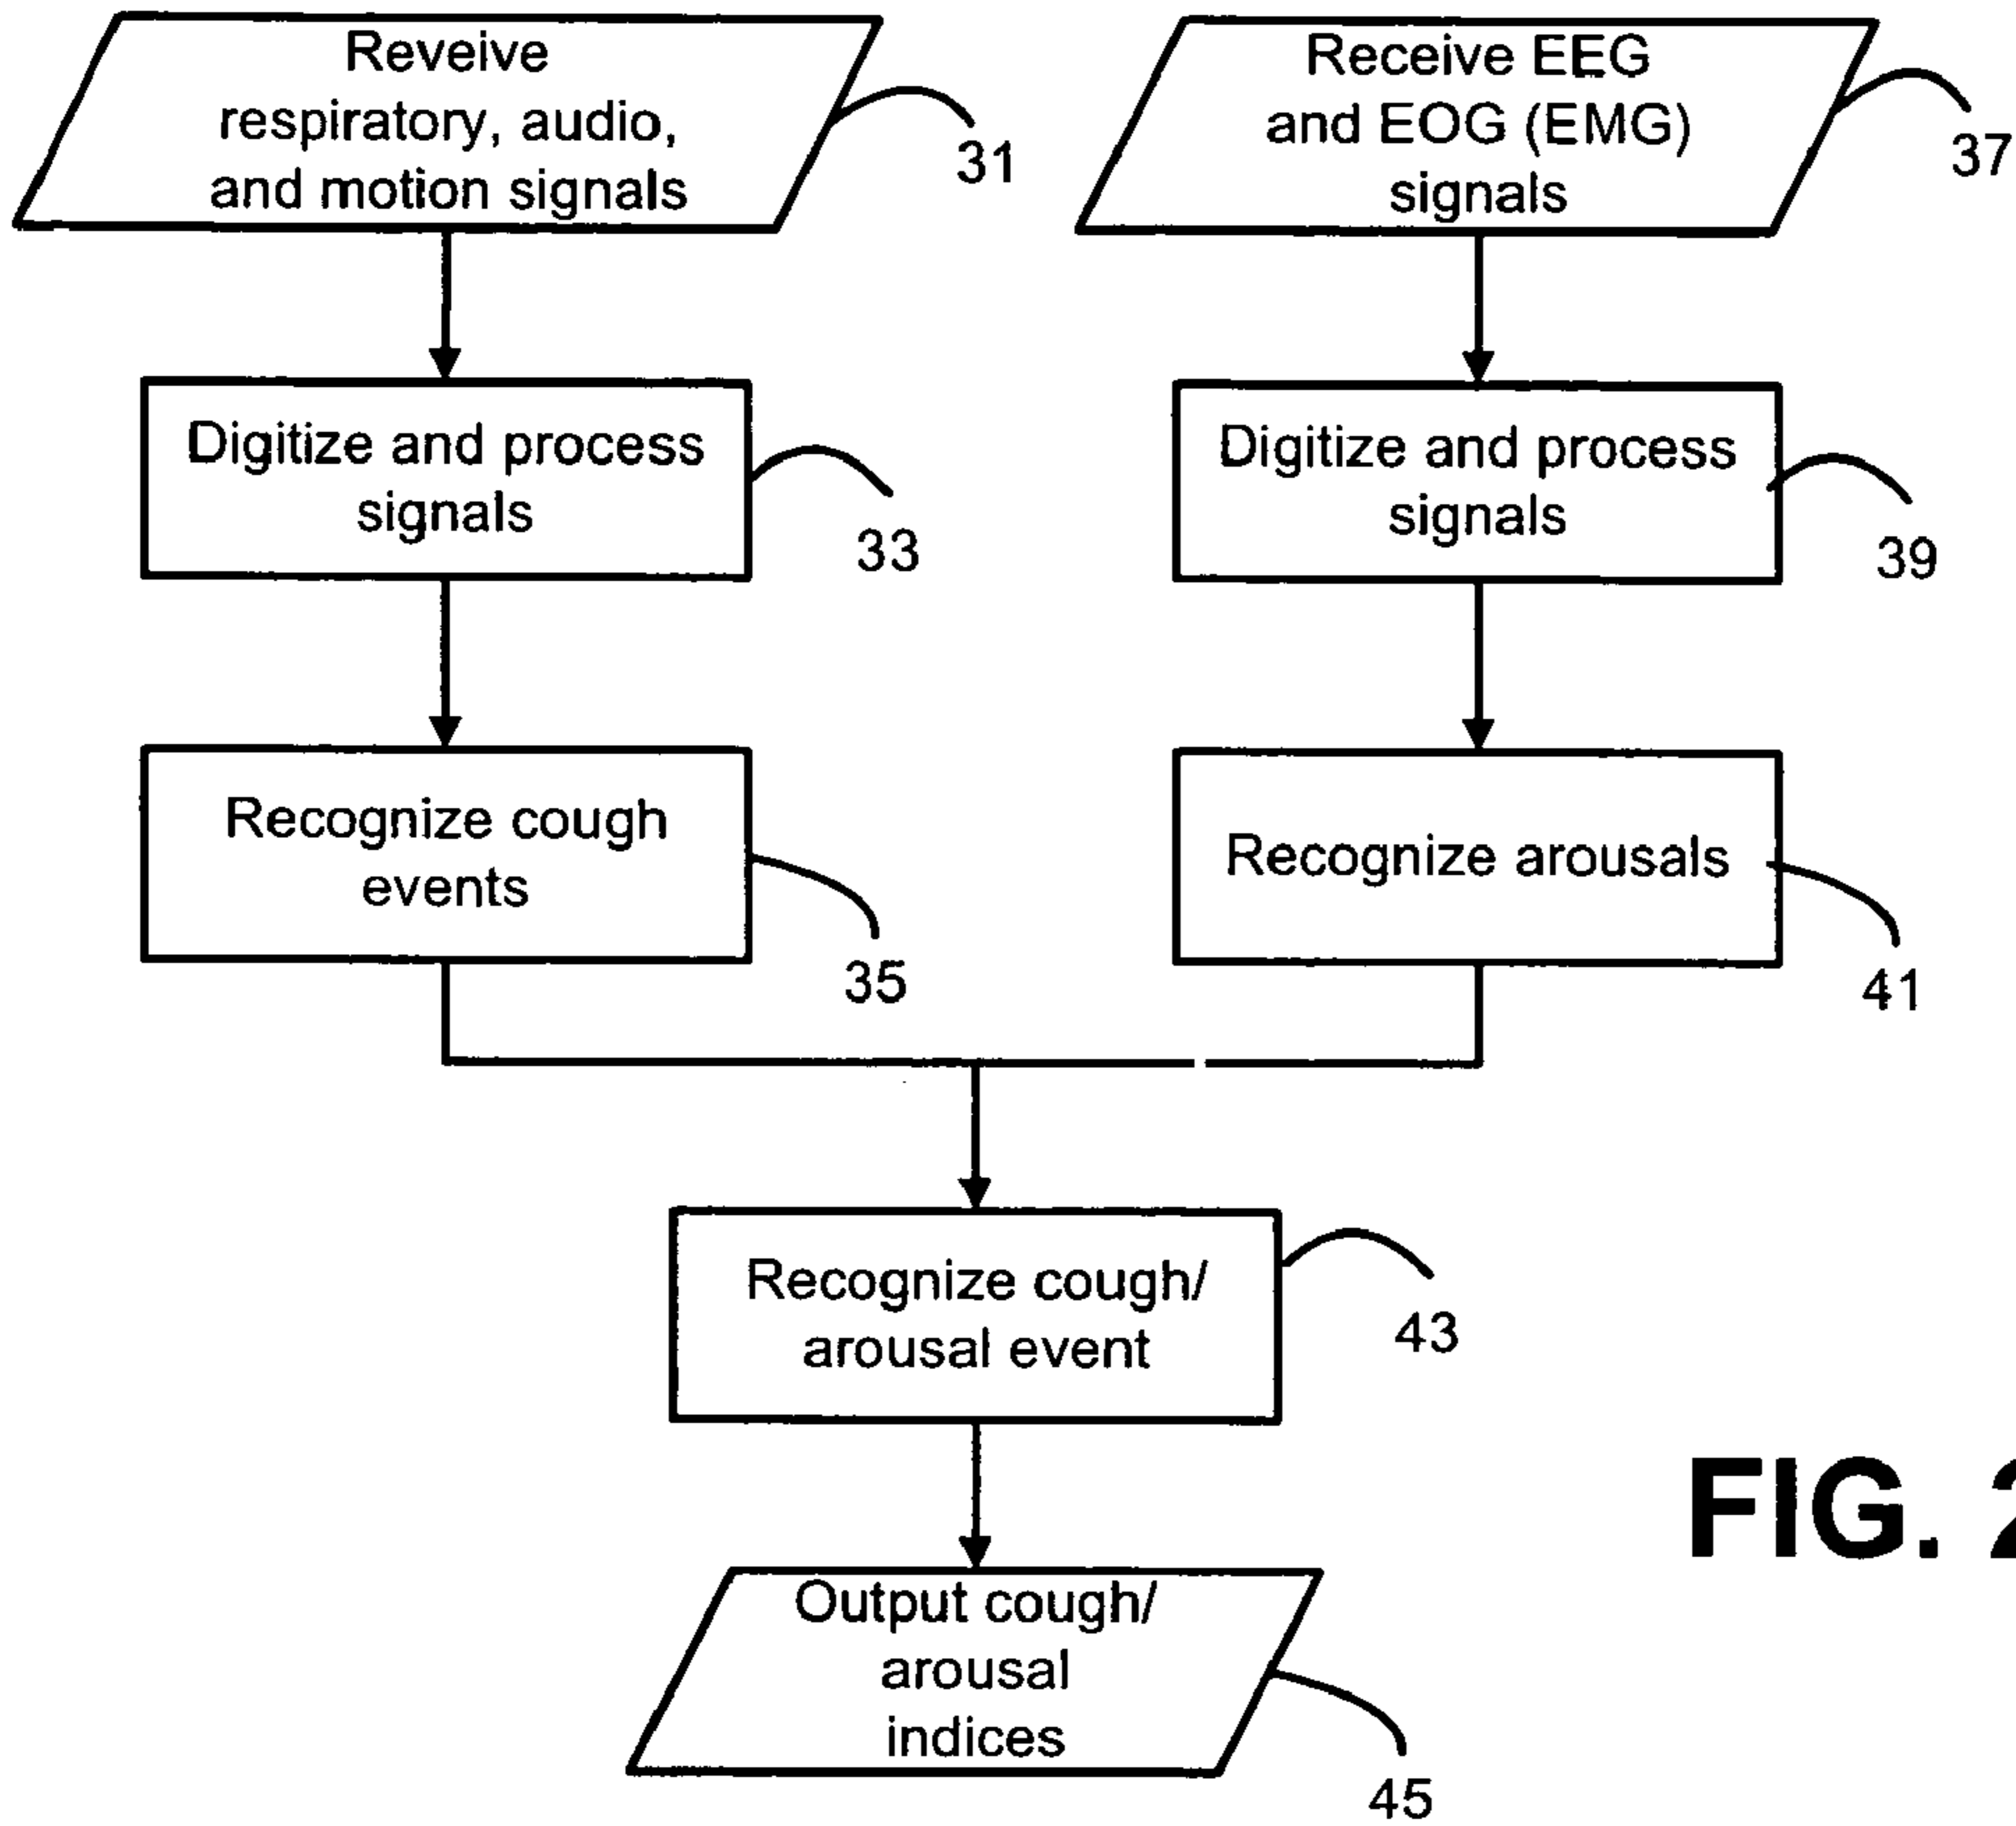 Reveive
respiratory, audio,
and motion signals
31
Receive EEG
and EOG (EMG)
signals
37
Digitize and process
signals
33
Digitize and process
signals
39
Recognize cough
events
35
Recognize arousals
41
Recognize cough/
arousal event
43
Output cough/
arousal
indices
45
FIG. 2